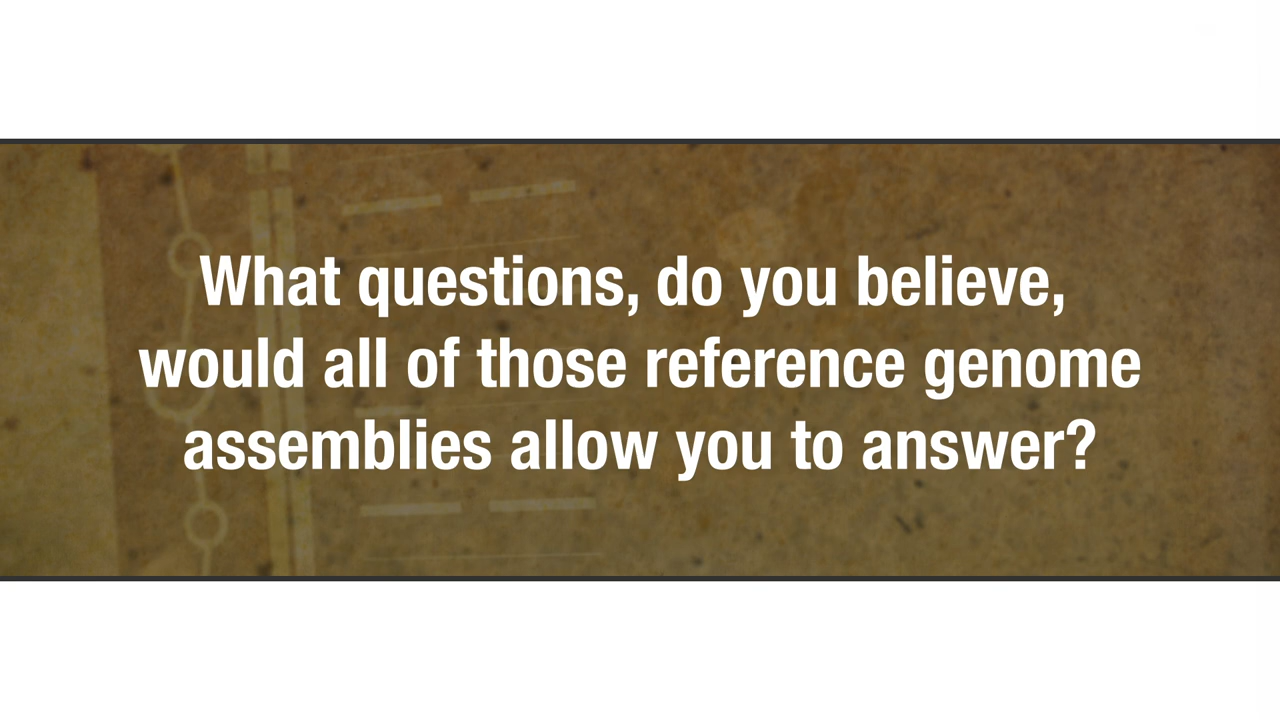 What questions, do you believe,
would all of those reference genome
assemblies allow you to answer?